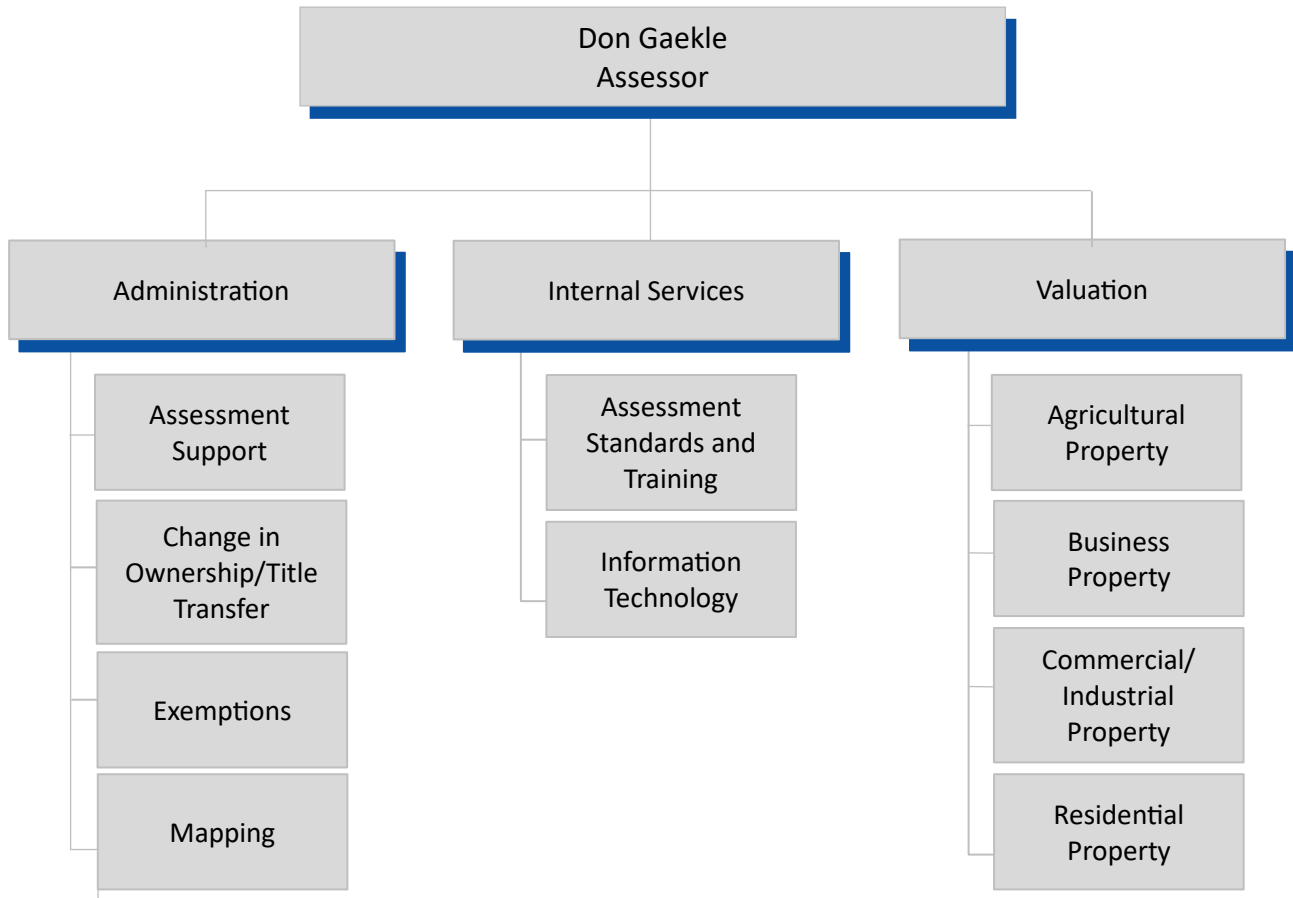 Don Gaekle
Assessor
Administration
Internal Services
Valuation
Assessment
Support
Change in
Ownership/Title
Transfer
Exemptions
Mapping
Assessment
Standards and
Training
Information
Technology
Agricultural
Property
Business
Property
Commercial/
Industrial
Property
Residential
Property